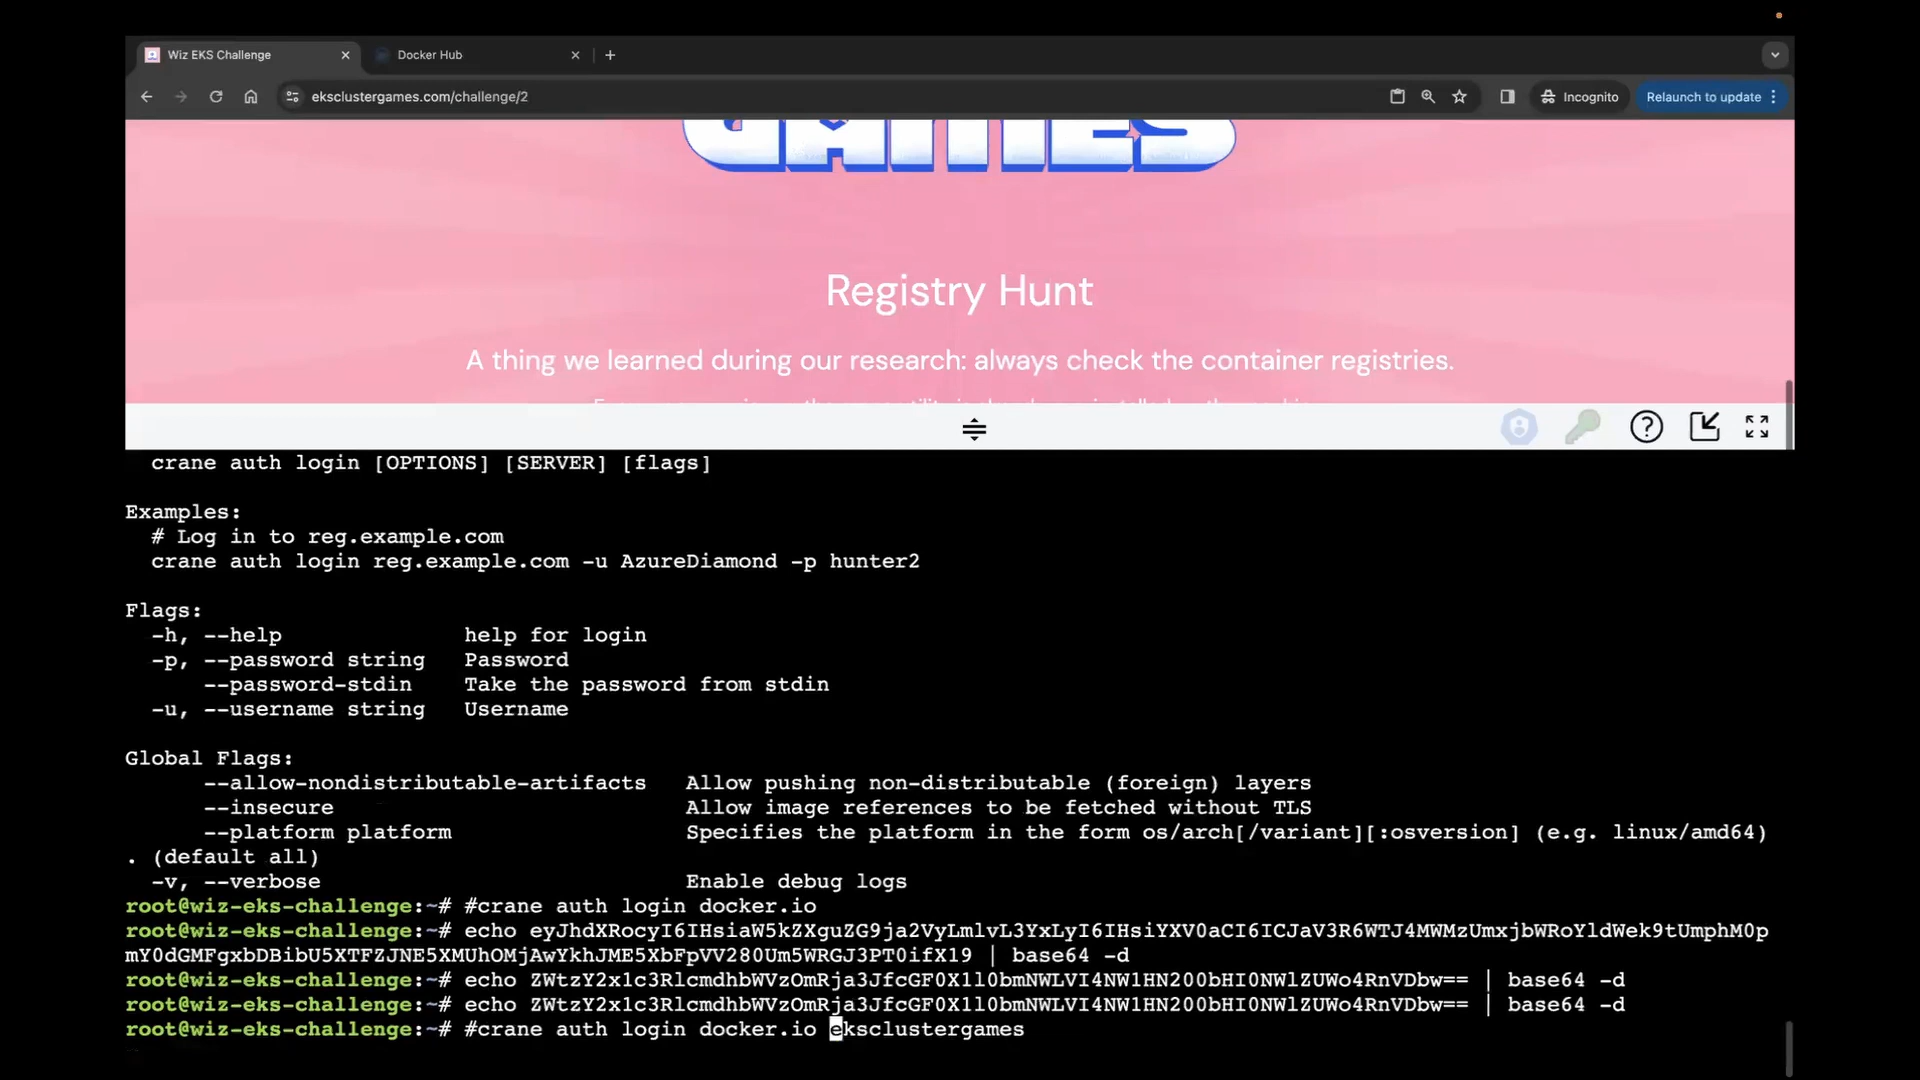 Wiz EKS Challenge
Docker Hub
eksclustergames.com/challenge/2
Incognito
Relaunch to update
GAMES
Registry Hunt
A thing we learned during our research: always check the container registries.
crane auth login [OPTIONS] [SERVER] [flags]
Examples:
# Log in to reg.example.com
crane auth login reg.example.com -u AzureDiamond -p hunter2
Flags:
-h, --help help for login
-p, --password string Password
--password-stdin Take the password from stdin
-u, --username string Username
Global Flags:
--allow-nondistributable-artifacts Allow pushing non-distributable (foreign) layers
--insecure Allow image references to be fetched without TLS
--platform platform Specifies the platform in the form os/arch[/variant][:osversion] (e.g. linux/amd64)
. (default all)
-v, --verbose Enable debug logs
root@wiz-eks-challenge:~# #crane auth login docker.io
root@wiz-eks-challenge:~# echo eyJhdXRocyI6IHsiaW5kZXguZG9ja2VyLmlvL3YxLyI6IHsiYXV0aCI6ICJaV3R6WTJ4MWMzUmxjbWRoYldWek9tUmphM0p
mY0dGMFgxbDBibU5XTFZJNE5XMUhOMjAwYkhJME5XbFpVV280Um5WRGJ3PT0ifX19 | base64 -d
root@wiz-eks-challenge:~# echo ZWtzY2x1c3RlcmdhbWVzOmRja3JfcGF0X1l0bmNWLVI4NW1HN200bHI0NWlZUWo4RnVDbw== | base64 -d
root@wiz-eks-challenge:~# echo ZWtzY2x1c3RlcmdhbWVzOmRja3JfcGF0X1l0bmNWLVI4NW1HN200bHI0NWlZUWo4RnVDbw== | base64 -d
root@wiz-eks-challenge:~# #crane auth login docker.io eksclustergames